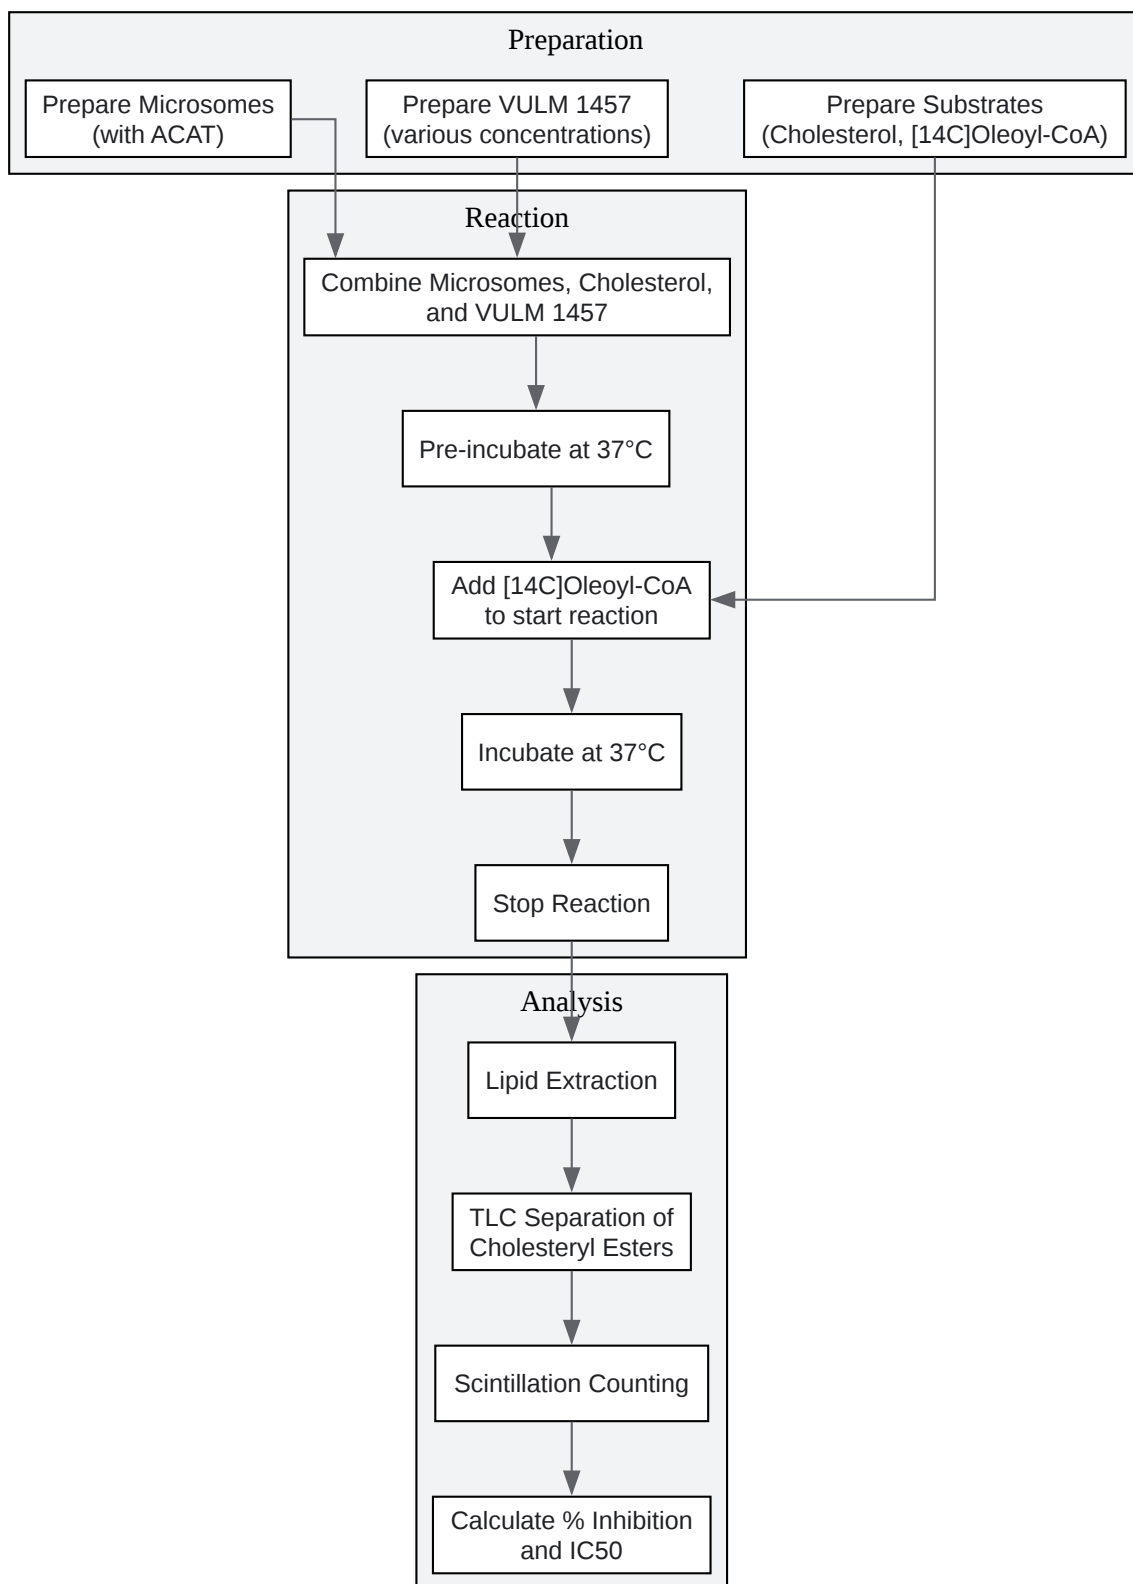 Preparation
Prepare Microsomes
(with ACAT)
Prepare VULM 1457
(various concentrations)
Prepare Substrates
(Cholesterol, [14C]Oleoyl-CoA)
Reaction
Combine Microsomes, Cholesterol,
and VULM 1457
Pre-incubate at 37°C
Add [14C]Oleoyl-CoA
to start reaction
Incubate at 37°C
Stop Reaction
Analysis
Lipid Extraction
TLC Separation of
Cholesteryl Esters
Scintillation Counting
Calculate % Inhibition
and IC50